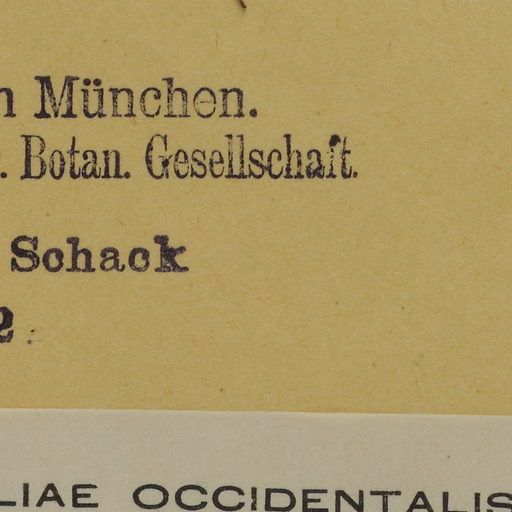 n München.
. Botan. Gesellschaft.
Schack
2.
LIAE OCCIDENTALIS